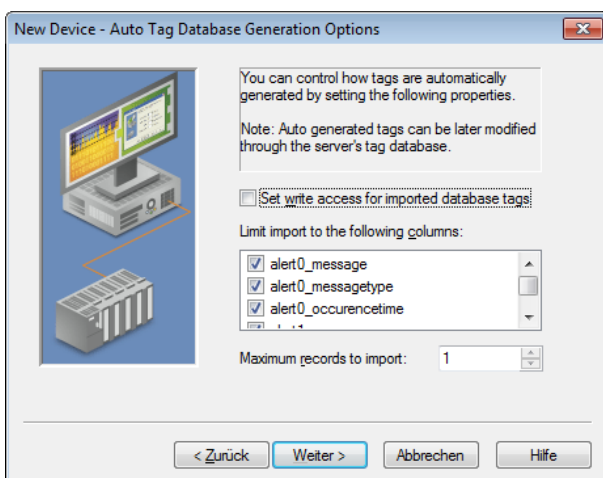 New Device - Auto Tag Database Generation Options
You can control how tags are automatically
generated by setting the following properties.
Note: Auto generated tags can be later modified
through the server's tag database.
Set write access for imported database tags
Limit import to the following columns:
alert0_message
alert0_messagetype
alert0_occurencetime
Maximum records to import: 1
< Zurück Weiter > Abbrechen Hilfe